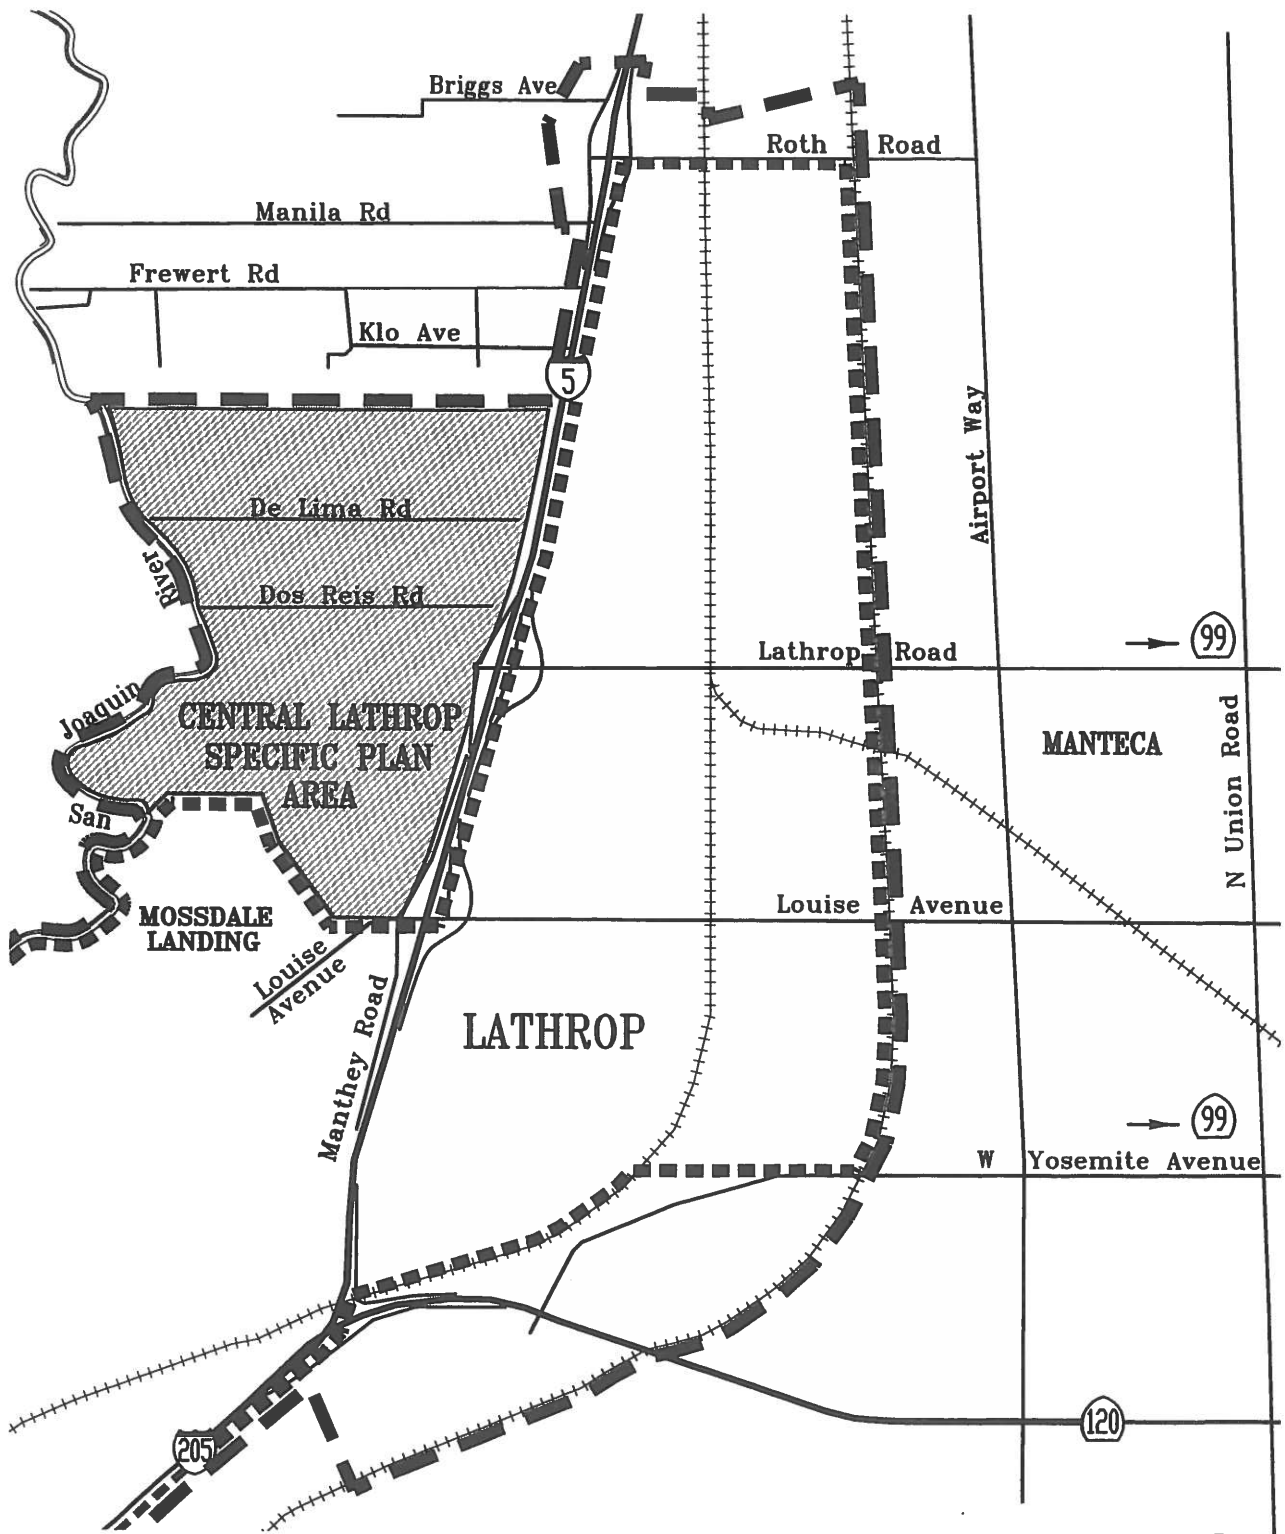 Briggs Ave
Roth Road
Manila Rd
Frewert Rd
Klo Ave
5
Airport Way
De Lima Rd
River
Dos Reis Rd
99
Lathrop Road
Joaquin
CENTRAL LATHROP
SPECIFIC PLAN
AREA
MANTECA
N Union Road
San
MOSSDALE
LANDING
Louise Avenue
Louise
Avenue
Manthey Road
LATHROP
99
W Yosemite Avenue
120
205